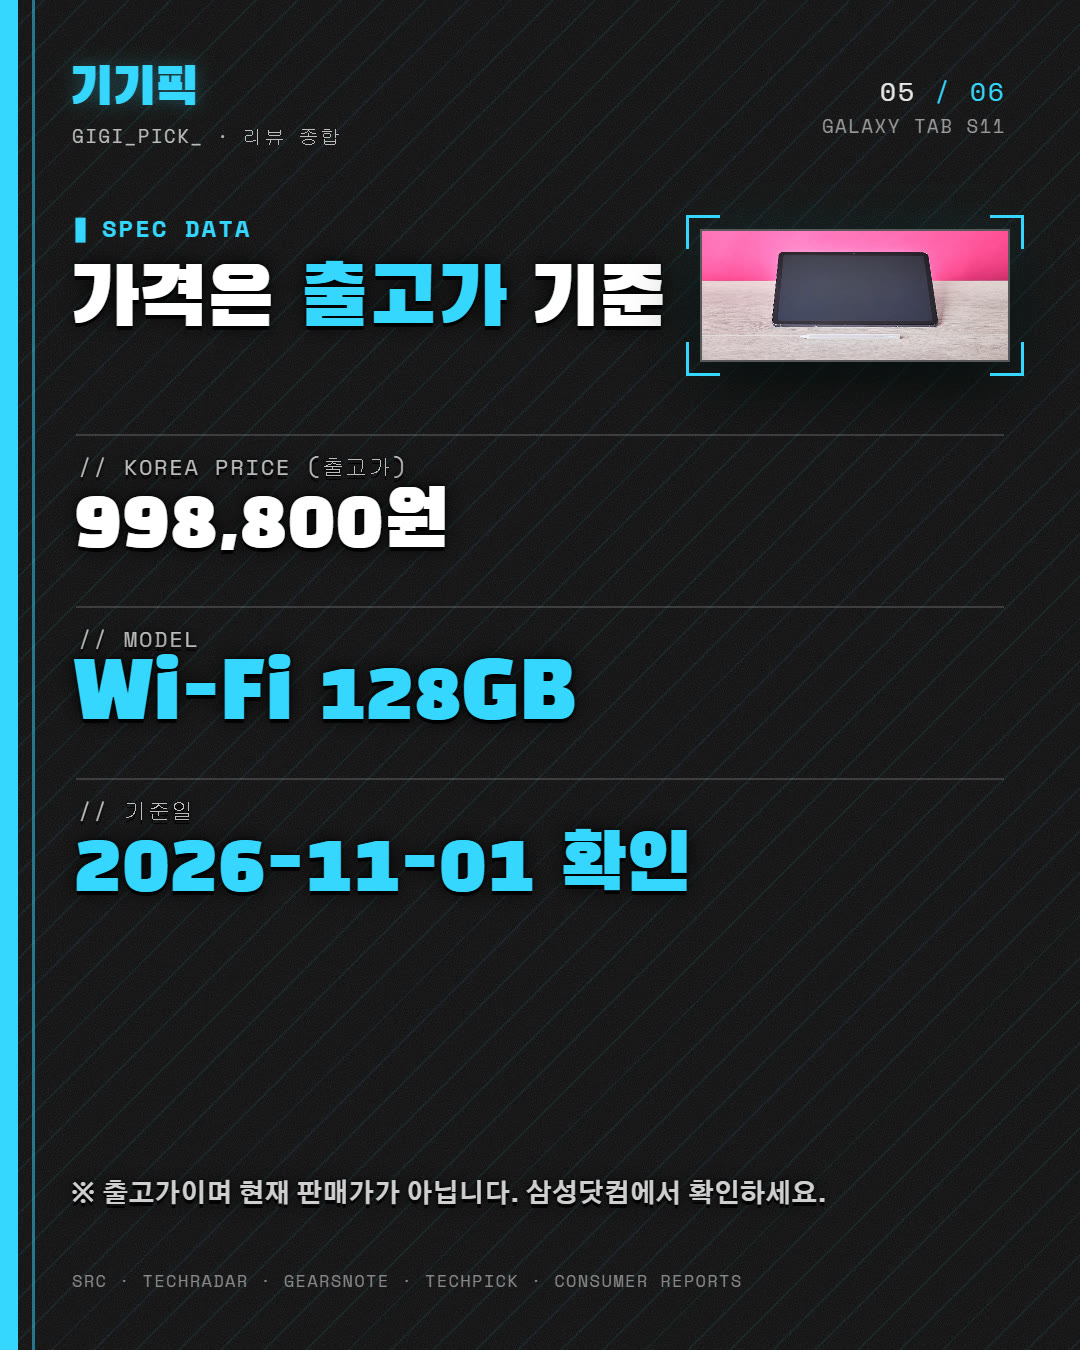 기기픽
GIGI_PICK_ · 리뷰 종합
05 / 06
GALAXY TAB S11
SPEC DATA
가격은 출고가 기준
// KOREA PRICE (출고가)
998,800원
// MODEL
Wi-Fi 128GB
// 기준일
2026-11-01 확인
※ 출고가이며 현재 판매가가 아닙니다. 삼성닷컴에서 확인하세요.
SRC · TECHRADAR · GEARSNOTE · TECHPICK · CONSUMER REPORTS